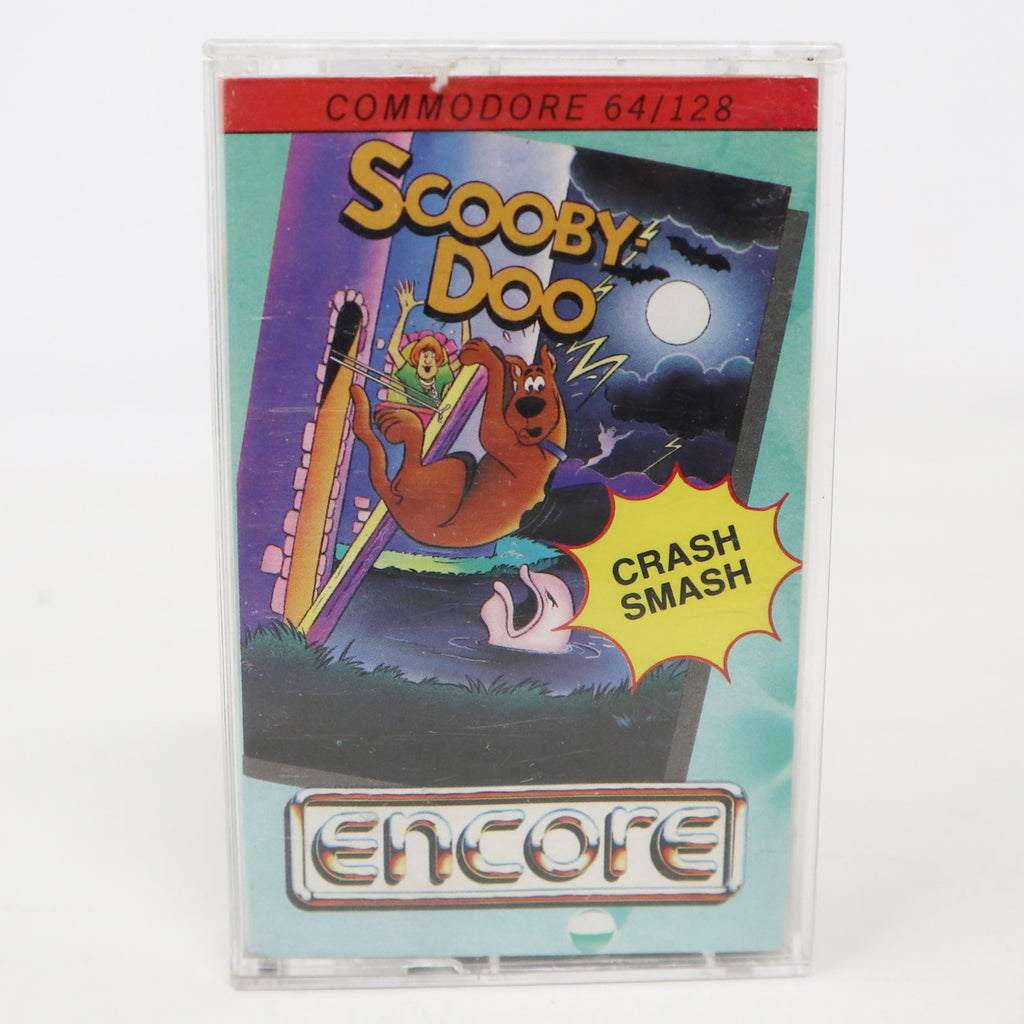 COMMODORE 64/128
SCOOBY-
DOO
CRASH
SMASH
encore